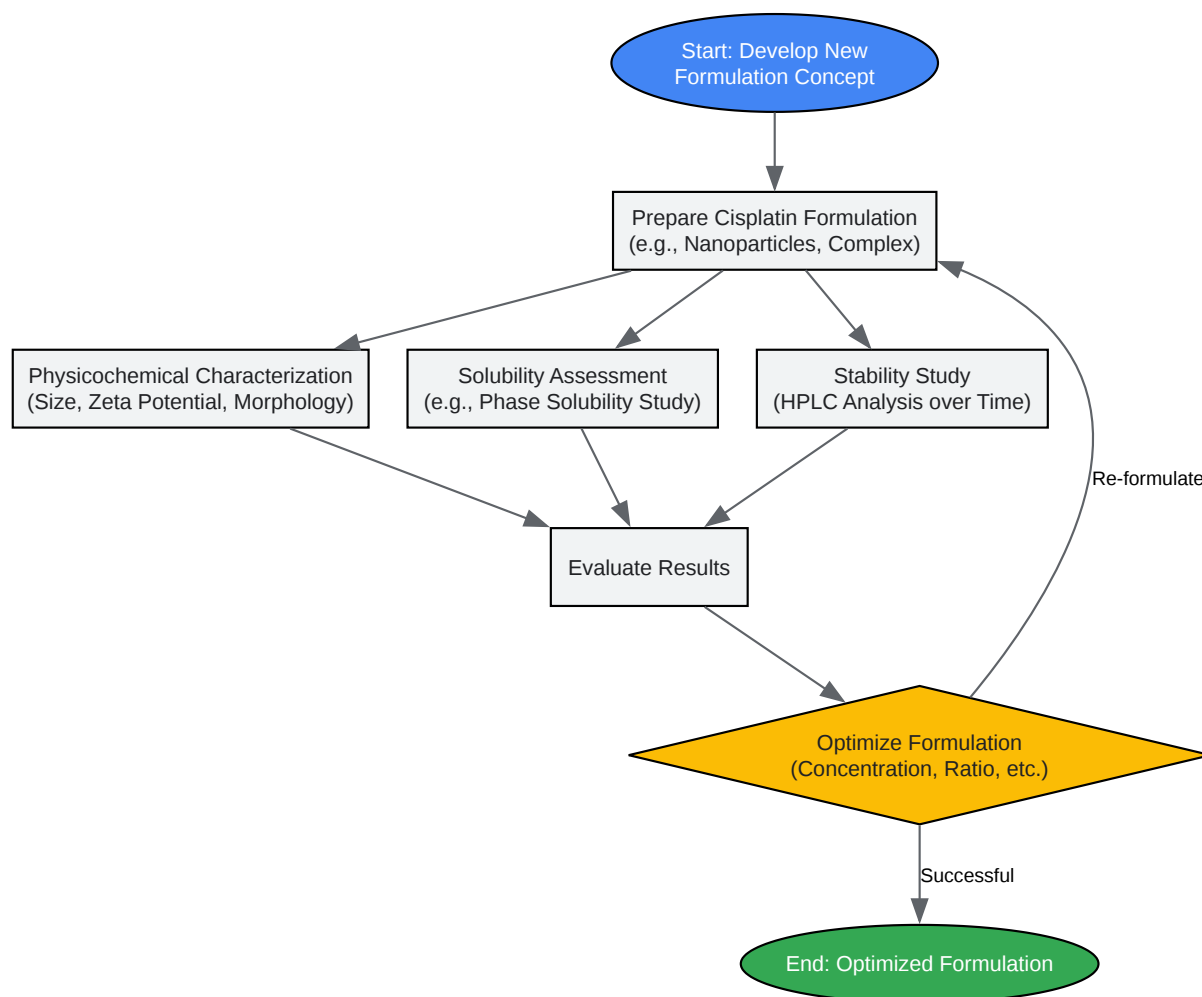 Start: Develop New
Formulation Concept
Prepare Cisplatin Formulation
(e.g., Nanoparticles, Complex)
Physicochemical Characterization
(Size, Zeta Potential, Morphology)
Solubility Assessment
(e.g., Phase Solubility Study)
Stability Study
(HPLC Analysis over Time)
Re-formulate
Evaluate Results
Optimize Formulation
(Concentration, Ratio, etc.)
Successful
End: Optimized Formulation